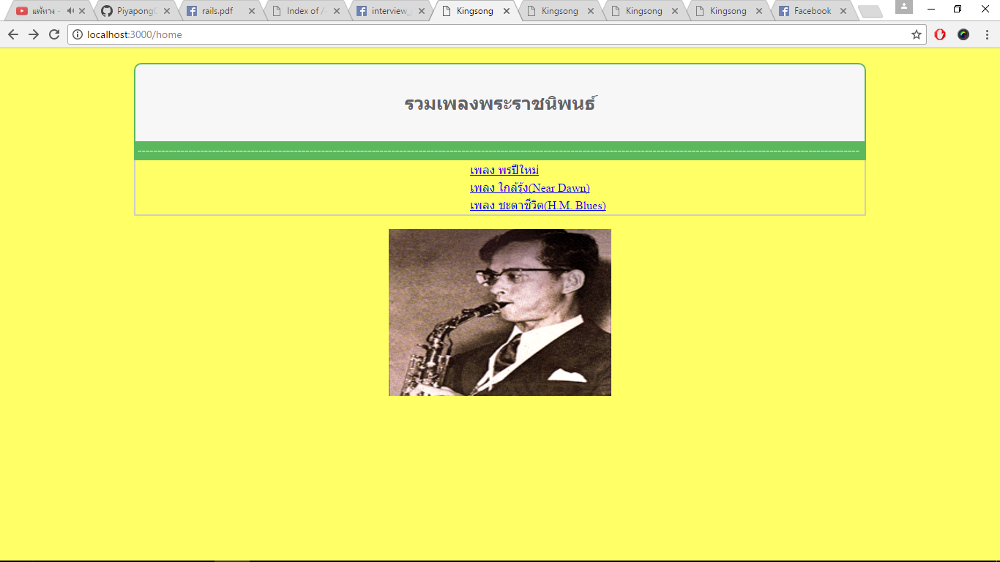 แพ้ทาง -
PiyapongC
rails.pdf
Index of /
interview_
Kingsong
Kingsong
Kingsong
Kingsong
Facebook
localhost:3000/home
รวมเพลงพระราชนิพนธ์
เพลง พรปีใหม่
เพลง ใกล้รุ่ง(Near Dawn)
เพลง ชะตาชีวิต(H.M. Blues)